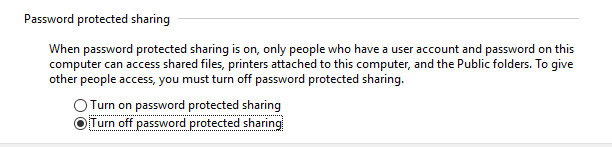 Password protected sharing
When password protected sharing is on, only people who have a user account and password on this
computer can access shared files, printers attached to this computer, and the Public folders. To give
other people access, you must turn off password protected sharing.
Turn on password protected sharing
Turn off password protected sharing